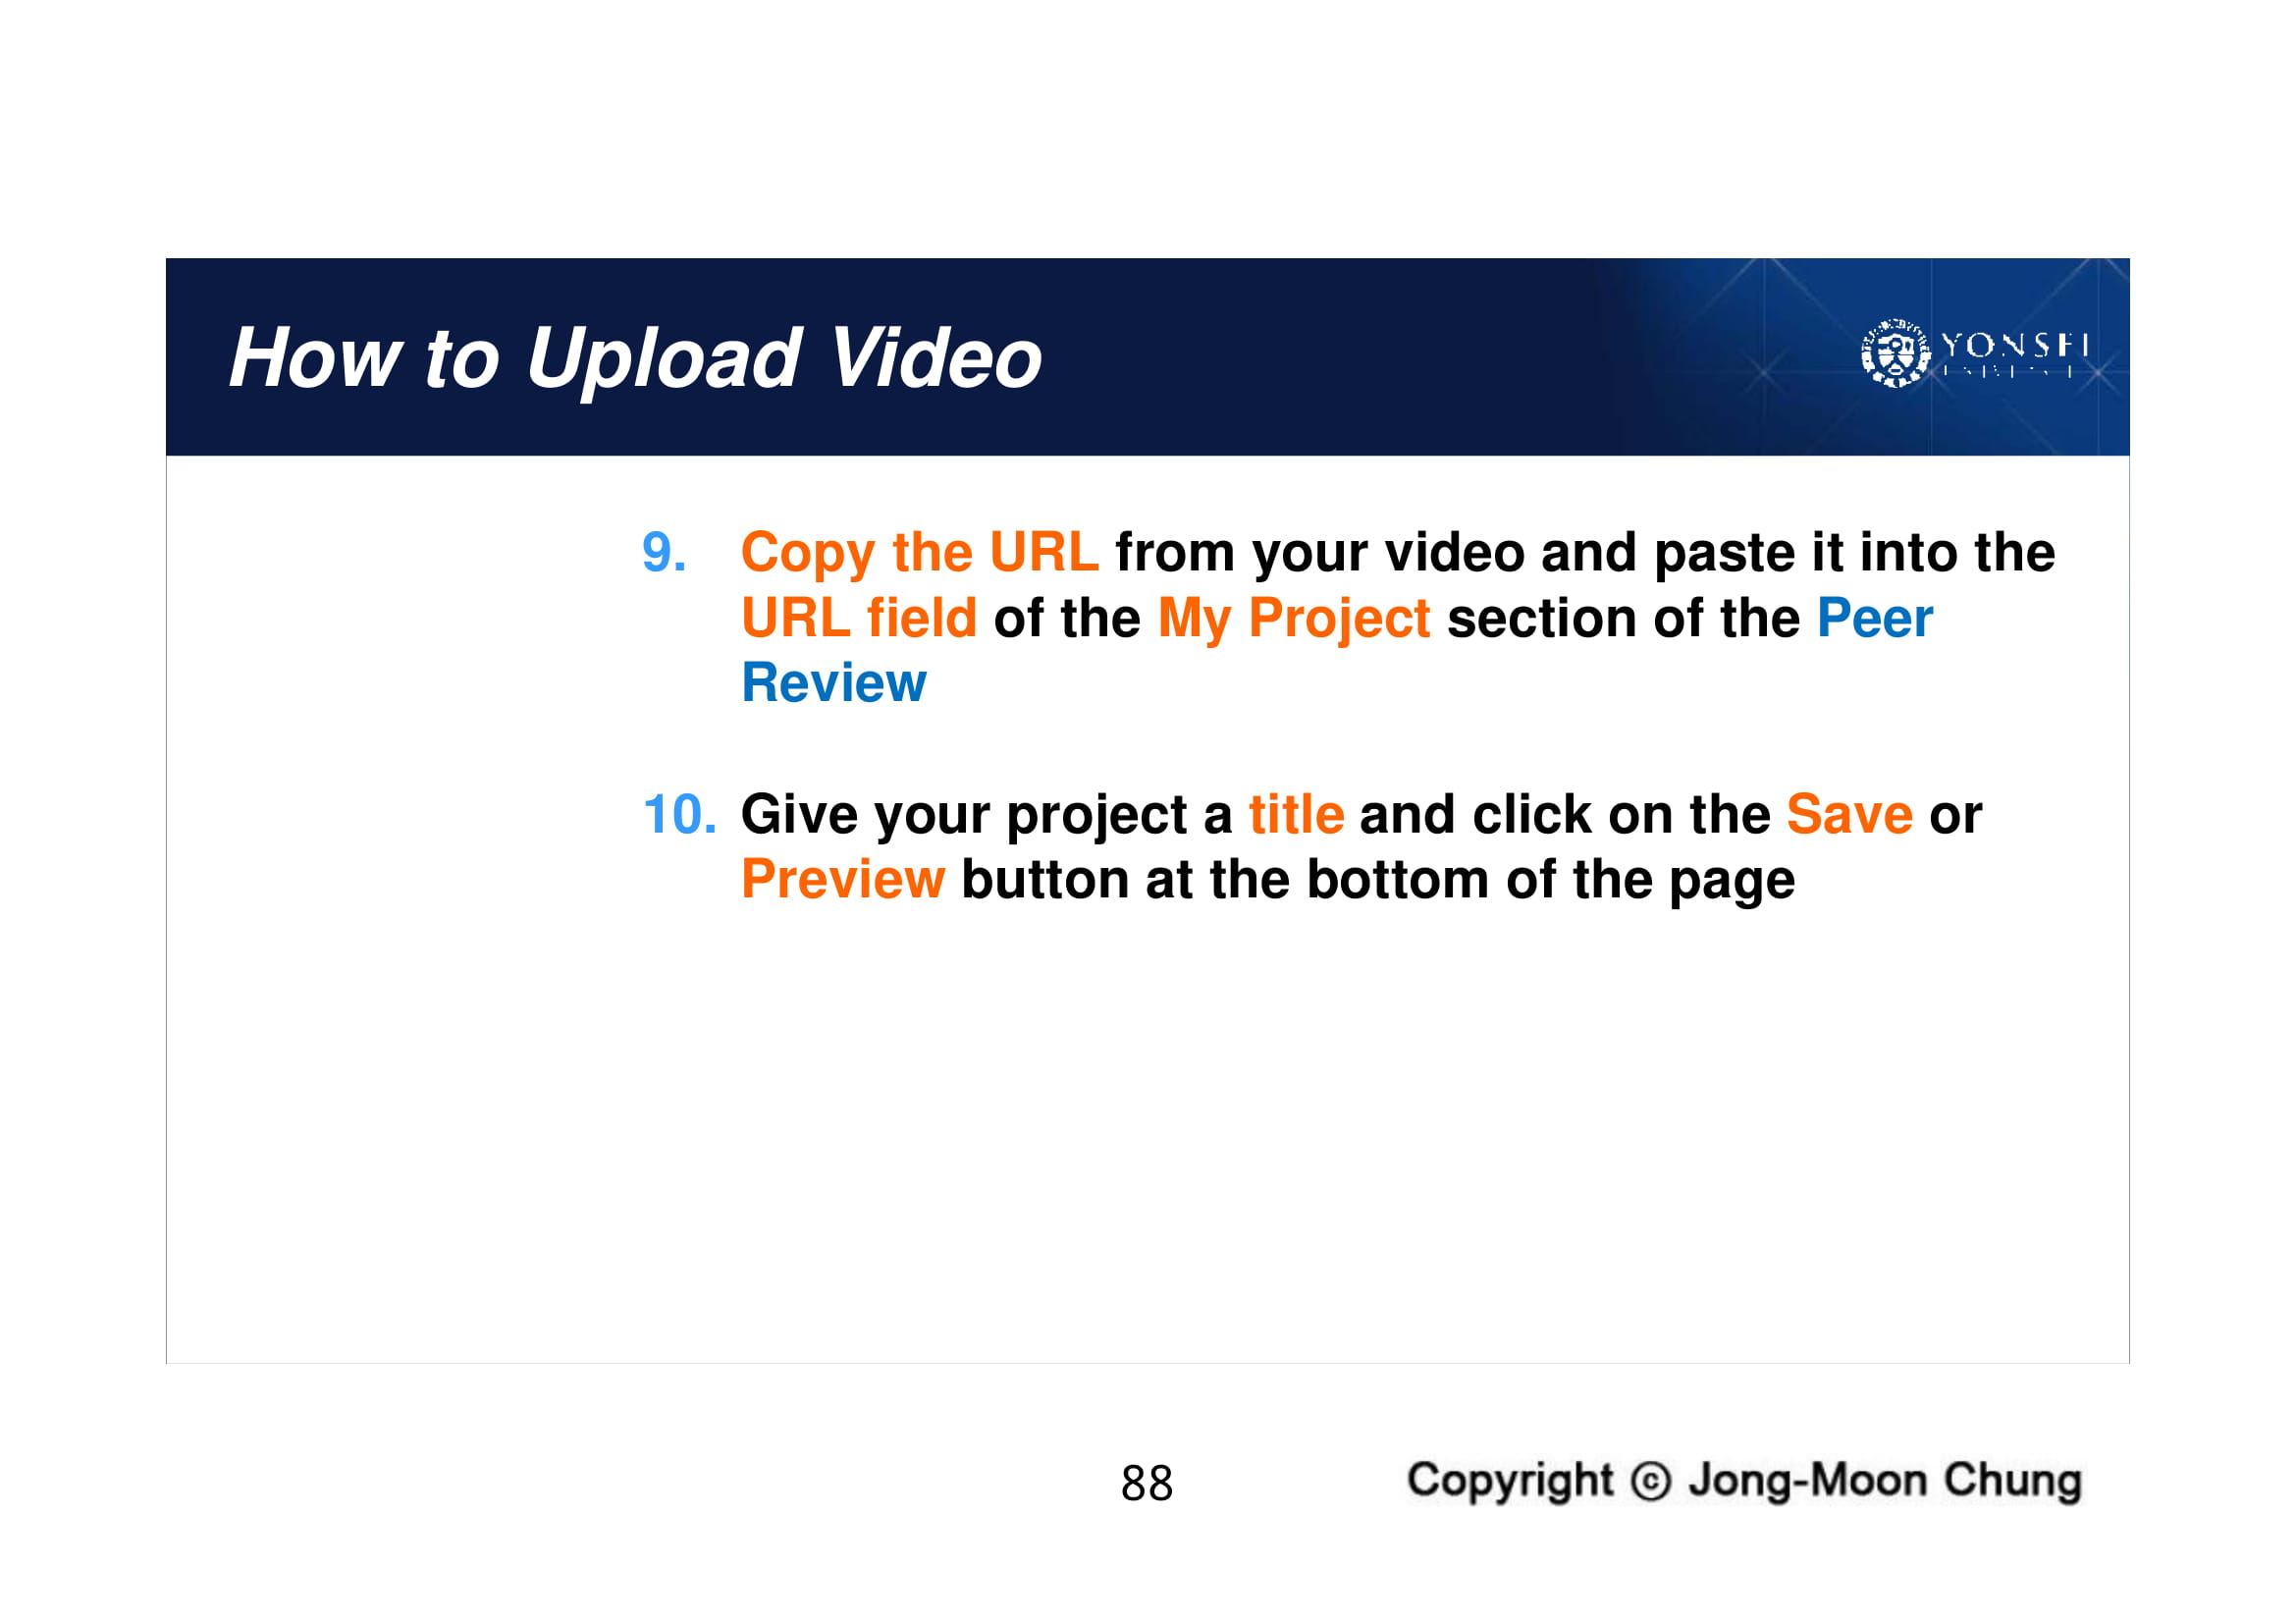 How to Upload Video
YONSEI
9. Copy the URL from your video and paste it into the
URL field of the My Project section of the Peer
Review
10. Give your project a title and click on the Save or
Preview button at the bottom of the page
88
Copyright ⓒ Jong-Moon Chung